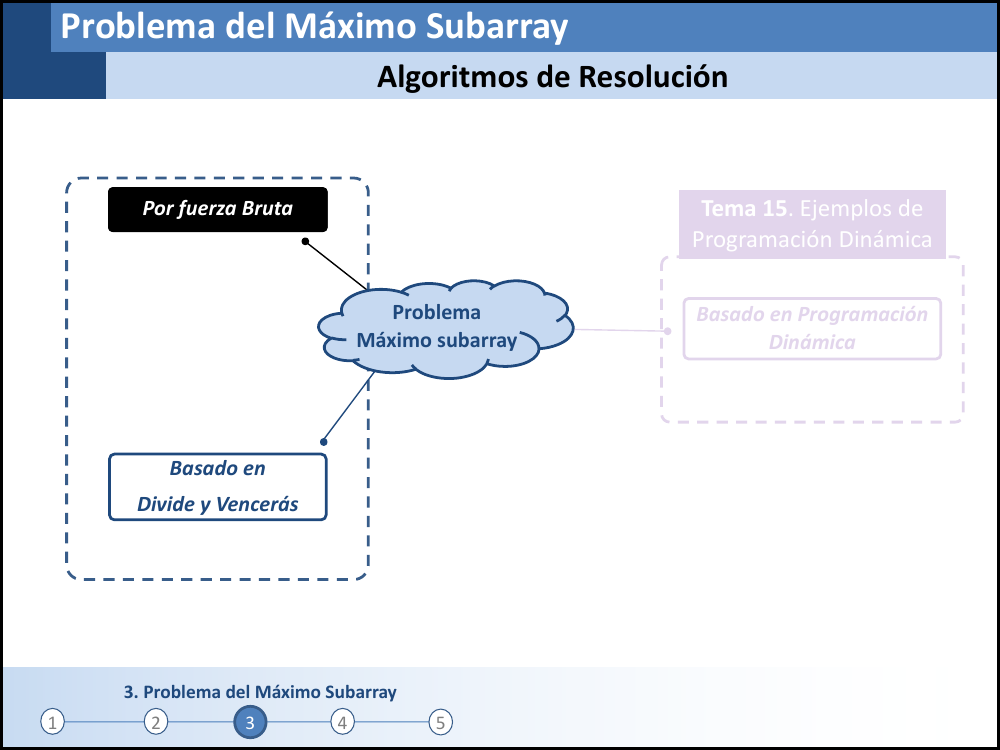 Problema del Máximo Subarray
Algoritmos de Resolución
Por fuerza Bruta
Tema 15. Ejemplos de
Programación Dinámica
Problema
Máximo subarray
Basado en Programación
Dinámica
Basado en
Divide y Vencerás
3. Problema del Máximo Subarray
1 2 3 4 5